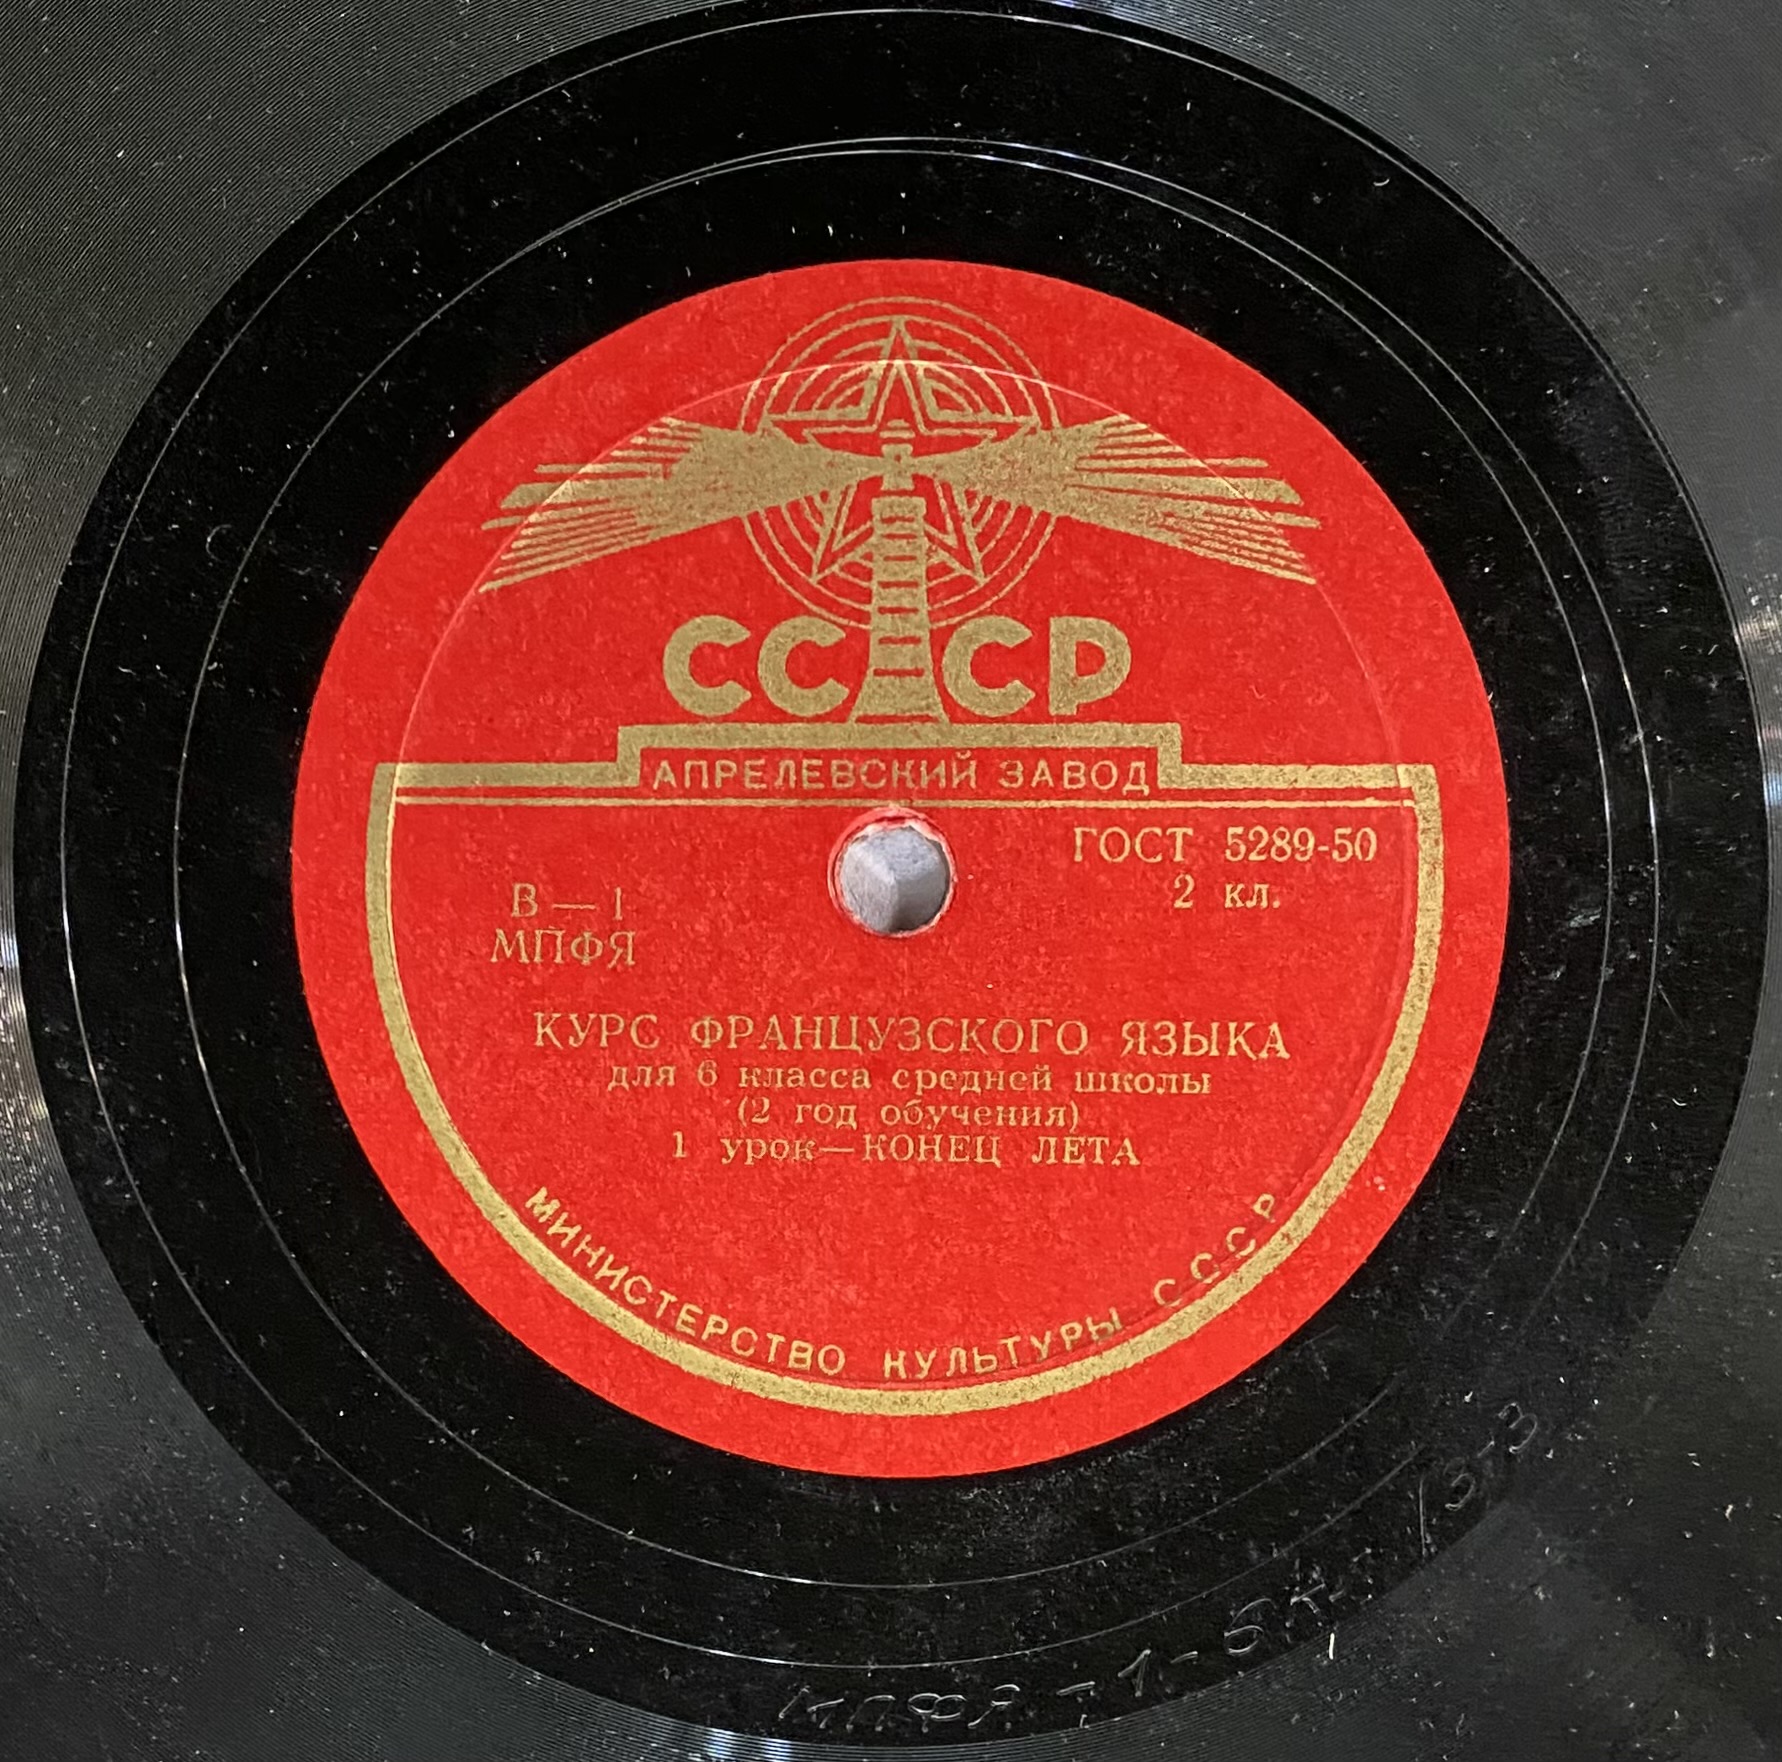 СССР
АПРЕЛЕВСКИЙ ЗАВОД
ГОСТ 5289-50
2 кл.
В — 1
МПФЯ
КУРС ФРАНЦУЗСКОГО ЯЗЫКА
для 6 класса средней школы
(2 год обучения)
1 урок—КОНЕЦ ЛЕТА
МИНИСТЕРСТВО КУЛЬТУРЫ СССР